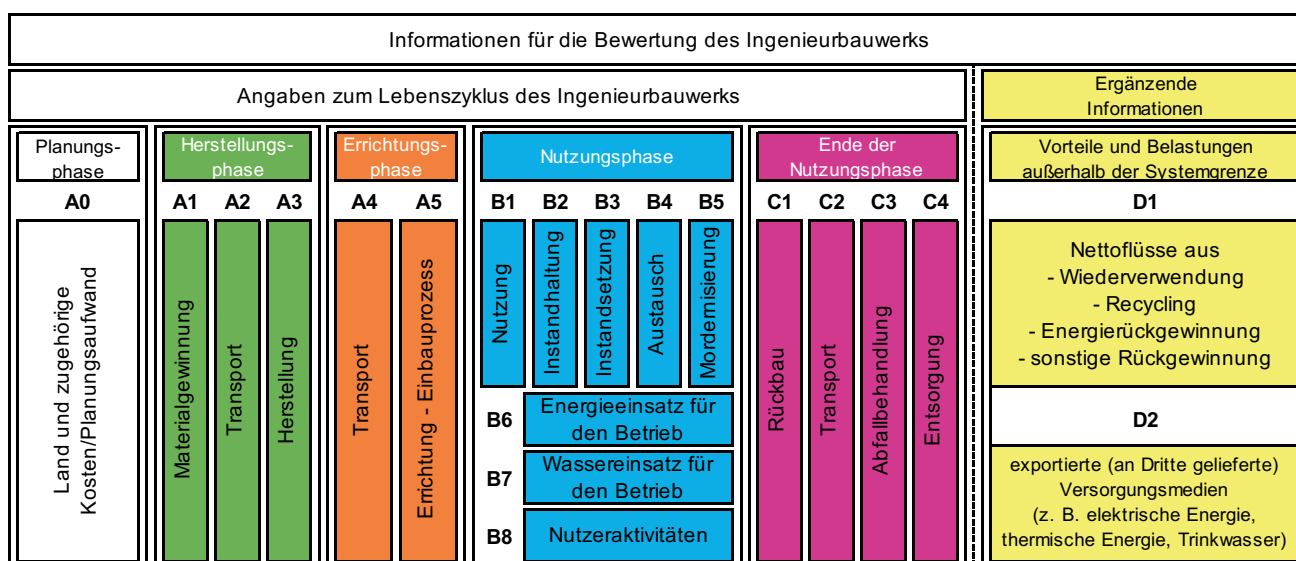 Informationen für die Bewertung des Ingenieurbauwerks
Angaben zum Lebenszyklus des Ingenieurbauwerks
Ergänzende
Informationen
Planungs-
phase
Herstellungs-
phase
Errichtungs-
phase
Nutzungsphase
Ende der
Nutzungsphase
Vorteile und Belastungen
außerhalb der Systemgrenze
A0
A1
A2
A3
A4
A5
B1
B2
B3
B4
B5
C1
C2
C3
C4
D1
Land und zugehörige
Kosten/Planungsaufwand
Materialgewinnung
Transport
Herstellung
Transport
Errichtung - Einbauprozess
Nutzung
Instandhaltung
Instandsetzung
Austausch
Mordernisierung
B6
Energieeinsatz für
den Betrieb
B7
Wassereinsatz für
den Betrieb
B8
Nutzeraktivitäten
Rückbau
Transport
Abfallbehandlung
Entsorgung
Nettoflüsse aus
- Wiederverwendung
- Recycling
- Energierückgewinnung
- sonstige Rückgewinnung
D2
exportierte (an Dritte gelieferte)
Versorgungsmedien
(z. B. elektrische Energie,
thermische Energie, Trinkwasser)